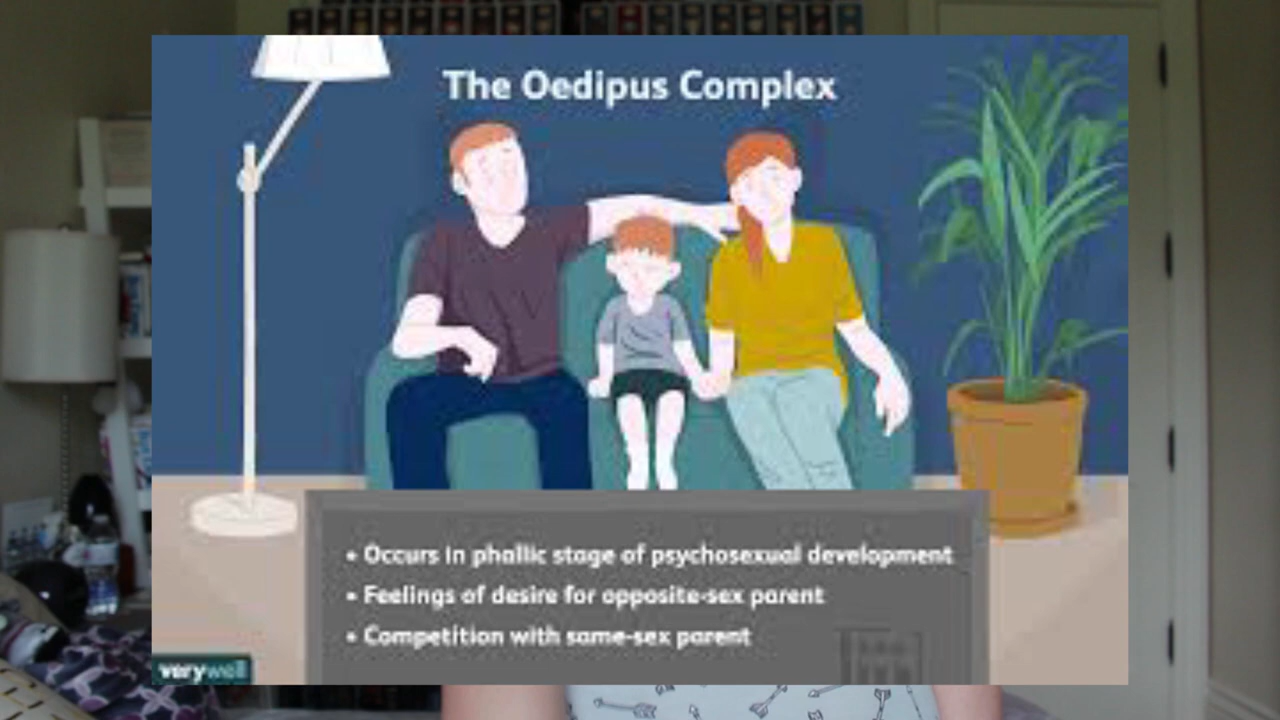 The Oedipus Complex
• Occurs in phallic stage of psychosexual development
• Feelings of desire for opposite-sex parent
• Competition with same-sex parent
verywell